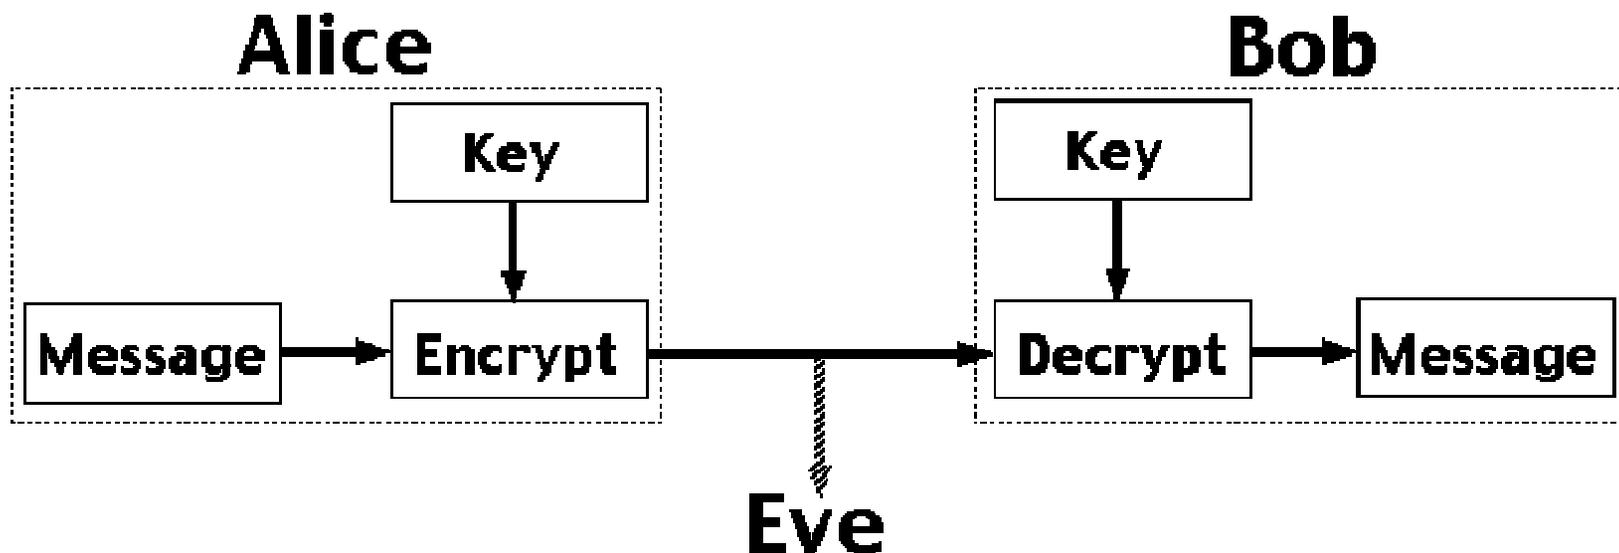 Alice
Bob
Key
Key
Message
Encrypt
Decrypt
Message
Eve